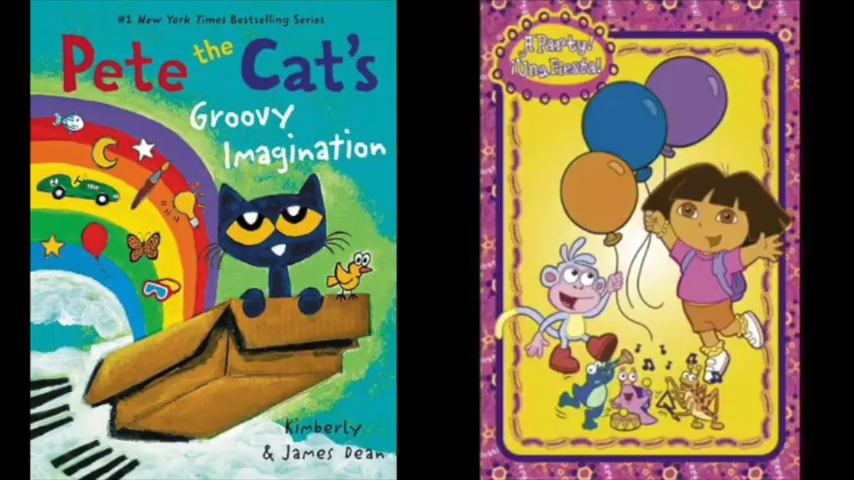 #1 New York Times Bestselling Series
Pete the Cat's
Groovy
Imagination
Kimberly
& James Dean
A Party!
¡Una Fiesta!